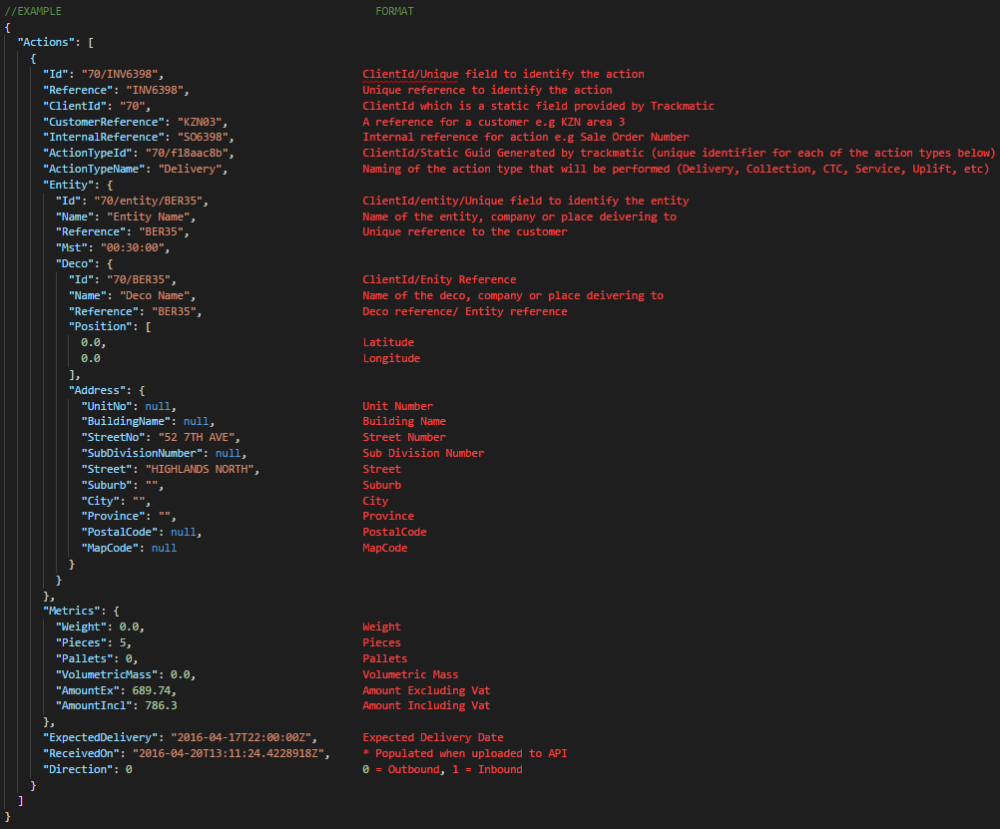 //EXAMPLE FORMAT
{
"Actions": [
{
"Id": "70/INV6398", ClientId/Unique field to identify the action
"Reference": "INV6398", Unique reference to identify the action
"ClientId": "70", ClientId which is a static field provided by Trackmatic
"CustomerReference": "KZN03", A reference for a customer e.g KZN area 3
"InternalReference": "SO6398", Internal reference for action e.g Sale Order Number
"ActionTypeId": "70/f18aac8b", ClientId/Static Guid Generated by trackmatic (unique identifier for each of the action types below)
"ActionTypeName": "Delivery", Naming of the action type that will be performed (Delivery, Collection, CTC, Service, Uplift, etc)
"Entity": {
"Id": "70/entity/BER35", ClientId/entity/Unique field to identify the entity
"Name": "Entity Name", Name of the entity, company or place deivering to
"Reference": "BER35", Unique reference to the customer
"Mst": "00:30:00",
"Deco": {
"Id": "70/BER35", ClientId/Enity Reference
"Name": "Deco Name", Name of the deco, company or place deivering to
"Reference": "BER35", Deco reference/ Entity reference
"Position": [
0.0, Latitude
0.0 Longitude
],
"Address": {
"UnitNo": null, Unit Number
"BuildingName": null, Building Name
"StreetNo": "52 7TH AVE", Street Number
"SubDivisionNumber": null, Sub Division Number
"Street": "HIGHLANDS NORTH", Street
"Suburb": "", Suburb
"City": "", City
"Province": "", Province
"PostalCode": null, PostalCode
"MapCode": null MapCode
}
}
},
"Metrics": {
"Weight": 0.0, Weight
"Pieces": 5, Pieces
"Pallets": 0, Pallets
"VolumetricMass": 0.0, Volumetric Mass
"AmountEx": 689.74, Amount Excluding Vat
"AmountIncl": 786.3 Amount Including Vat
},
"ExpectedDelivery": "2016-04-17T22:00:00Z", Expected Delivery Date
"ReceivedOn": "2016-04-20T13:11:24.4228918Z", * Populated when uploaded to API
"Direction": 0 0 = Outbound, 1 = Inbound
}
]
}